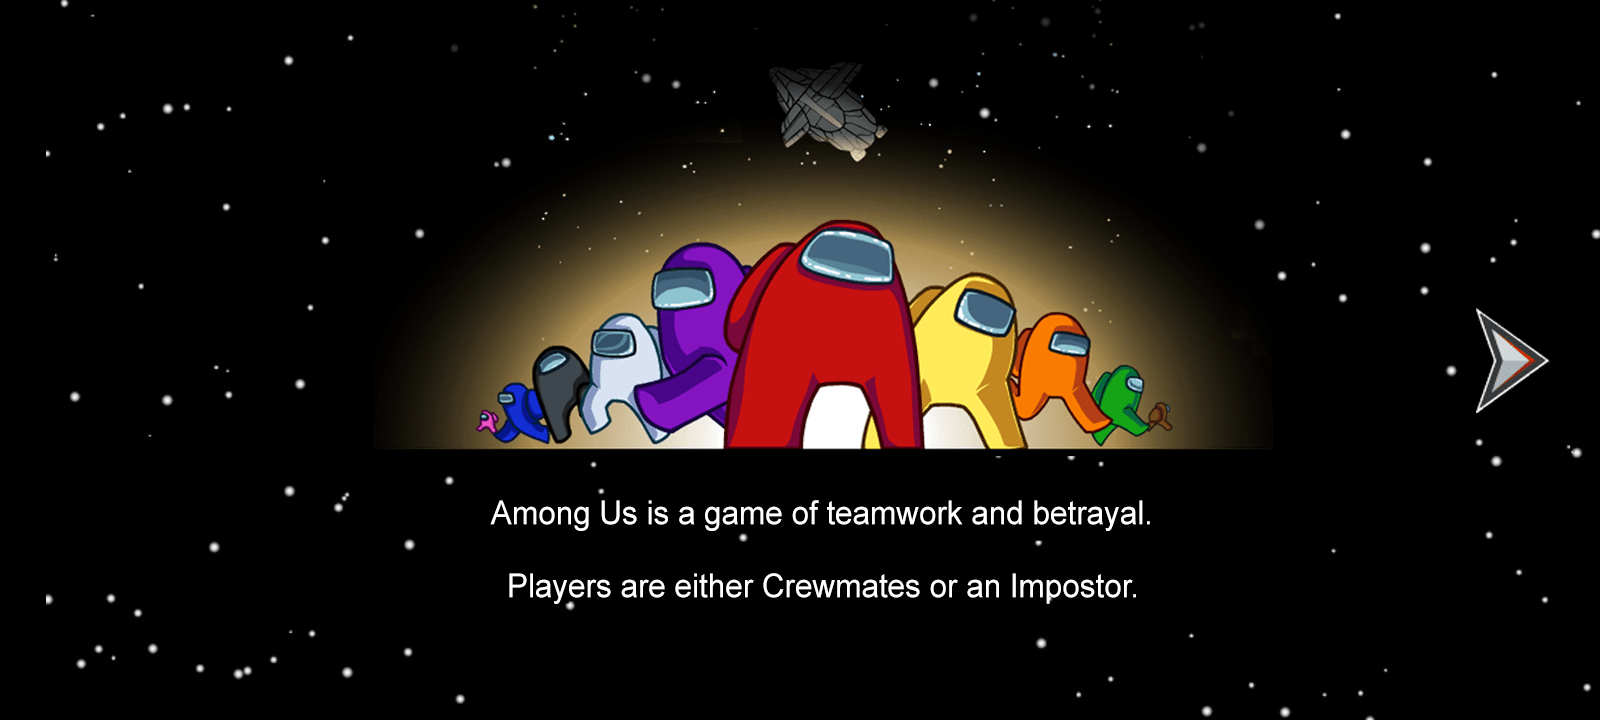 Among Us is a game of teamwork and betrayal.
Players are either Crewmates or an Impostor.